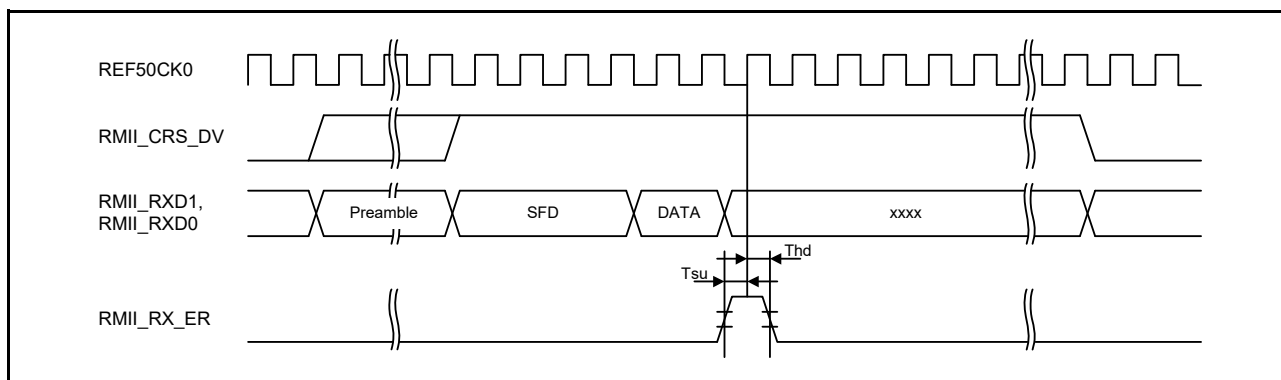 REF50CK0
RMII_CRS_DV
RMII_RXD1,
RMII_RXD0
Preamble
SFD
DATA
xxxx
Thd
Tsu
RMII_RX_ER